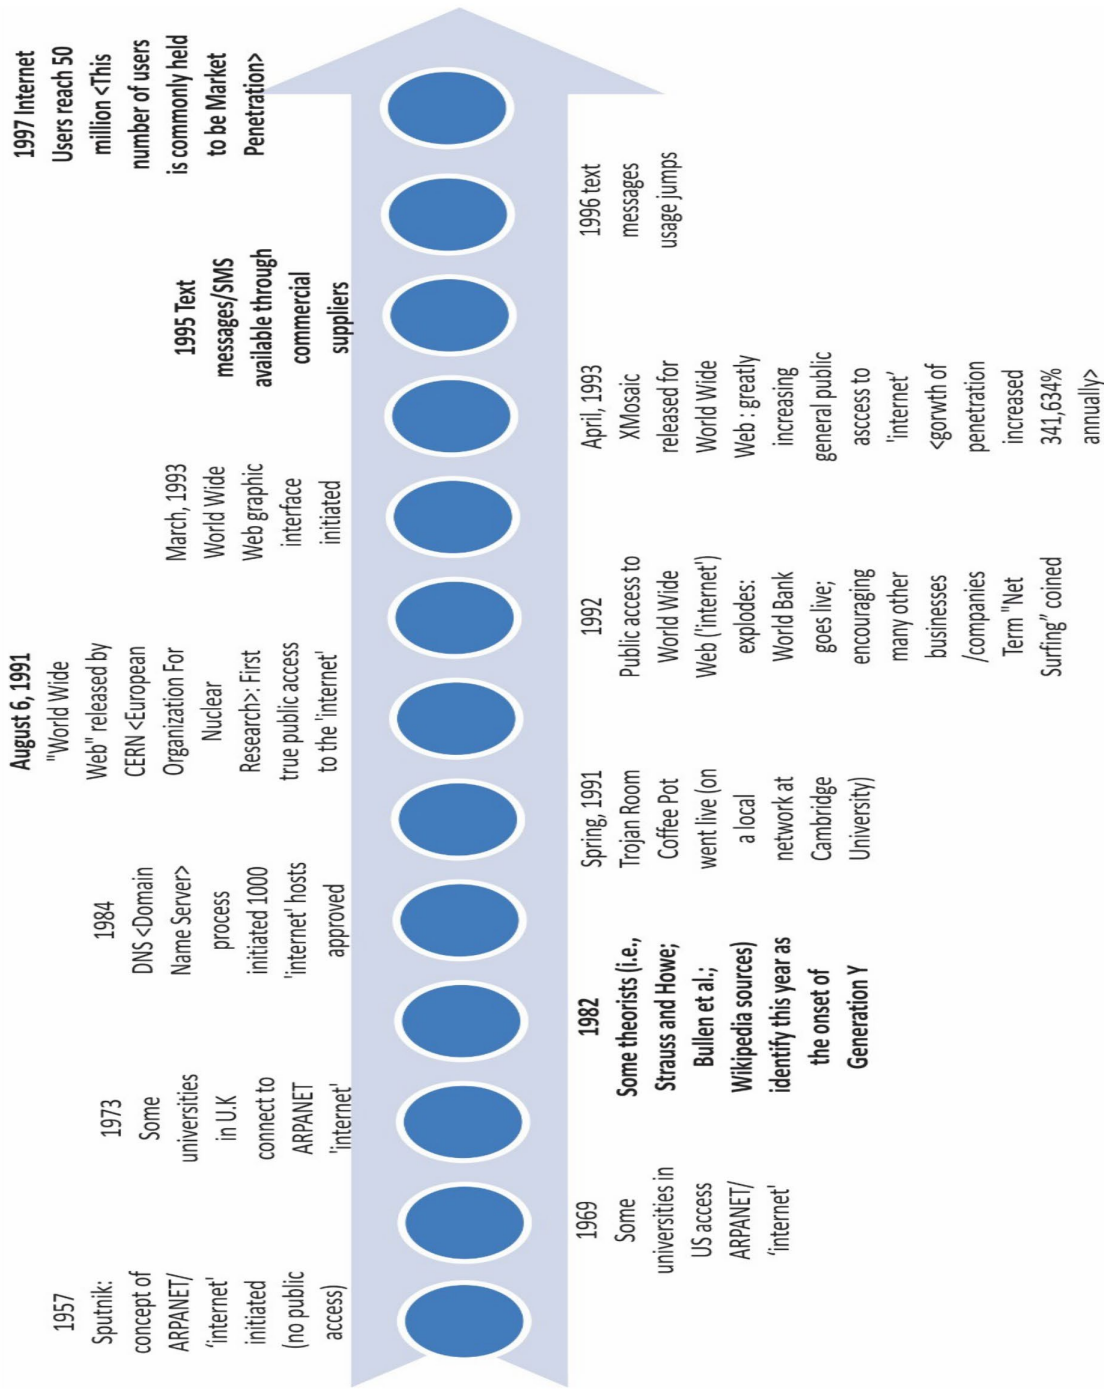 1957
Sputnik:
concept of
ARPANET/
‘internet'
initiated
(no public
access)
1969
Some
universities in
US access
ARPANET/
‘internet'
1973
Some
universities
in U.K
connect to
ARPANET
'internet'
1982
Some theorists (i.e.,
Strauss and Howe;
Bullen et al.;
Wikipedia sources)
identify this year as
the onset of
Generation Y
1984
DNS <Domain
Name Server>
process
initiated 1000
'internet' hosts
approved
Spring, 1991
Trojan Room
Coffee Pot
went live (on
a local
network at
Cambridge
University)
August 6, 1991
"World Wide
Web" released by
CERN <European
Organization For
Nuclear
Research>: First
true public access
to the 'internet'
1992
Public access to
World Wide
Web ('internet')
explodes:
World Bank
goes live;
encouraging
many other
businesses
/companies
Term "Net
Surfing” coined
March, 1993
World Wide
Web graphic
interface
initiated
April, 1993
XMosaic
released for
World Wide
Web : greatly
increasing
general public
asccess to
'internet’
<gorwth of
penetration
increased
341,634%
annually>
1995 Text
messages/SMS
available through
commercial
suppliers
1996 text
messages
usage jumps
1997 Internet
Users reach 50
million <This
number of users
is commonly held
to be Market
Penetration>